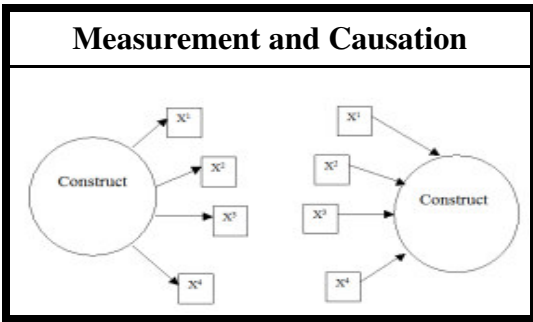 Measurement and Causation
X¹
X²
X³
X⁴
Construct
X¹
X²
X³
X⁴
Construct